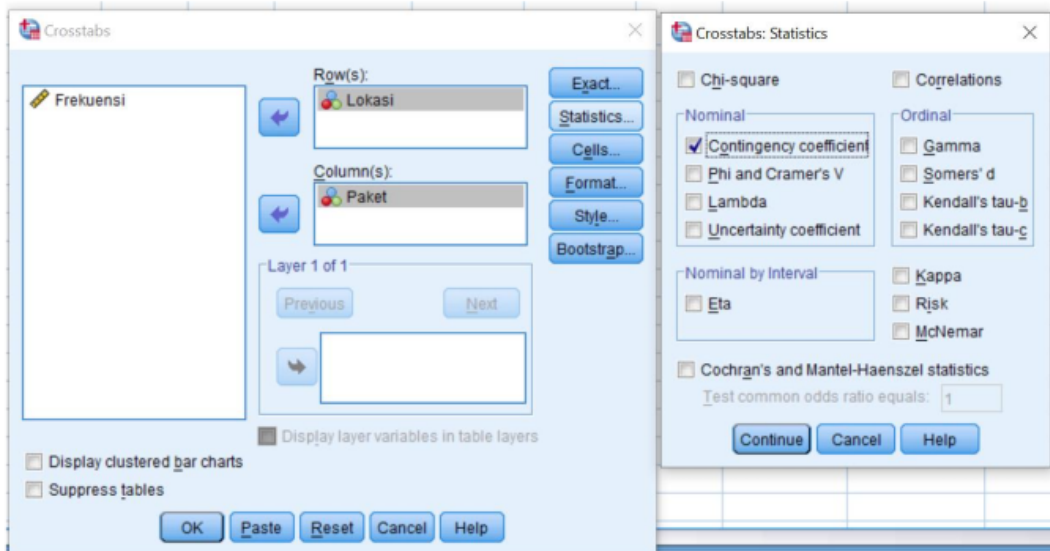 Crosstabs
Frekuensi
Row(s):
Lokasi
Column(s):
Paket
Layer 1 of 1
Previous
Next
Display layer variables in table layers
Exact...
Statistics...
Cells...
Format...
Style...
Bootstrap...
Display clustered bar charts
Suppress tables
OK Paste Reset Cancel Help
Crosstabs: Statistics
Chi-square
Correlations
Nominal
Contingency coefficient
Phi and Cramer's V
Lambda
Uncertainty coefficient
Ordinal
Gamma
Somers' d
Kendall's tau-b
Kendall's tau-c
Nominal by Interval
Eta
Kappa
Risk
McNemar
Cochran's and Mantel-Haenszel statistics
Test common odds ratio equals: 1
Continue Cancel Help